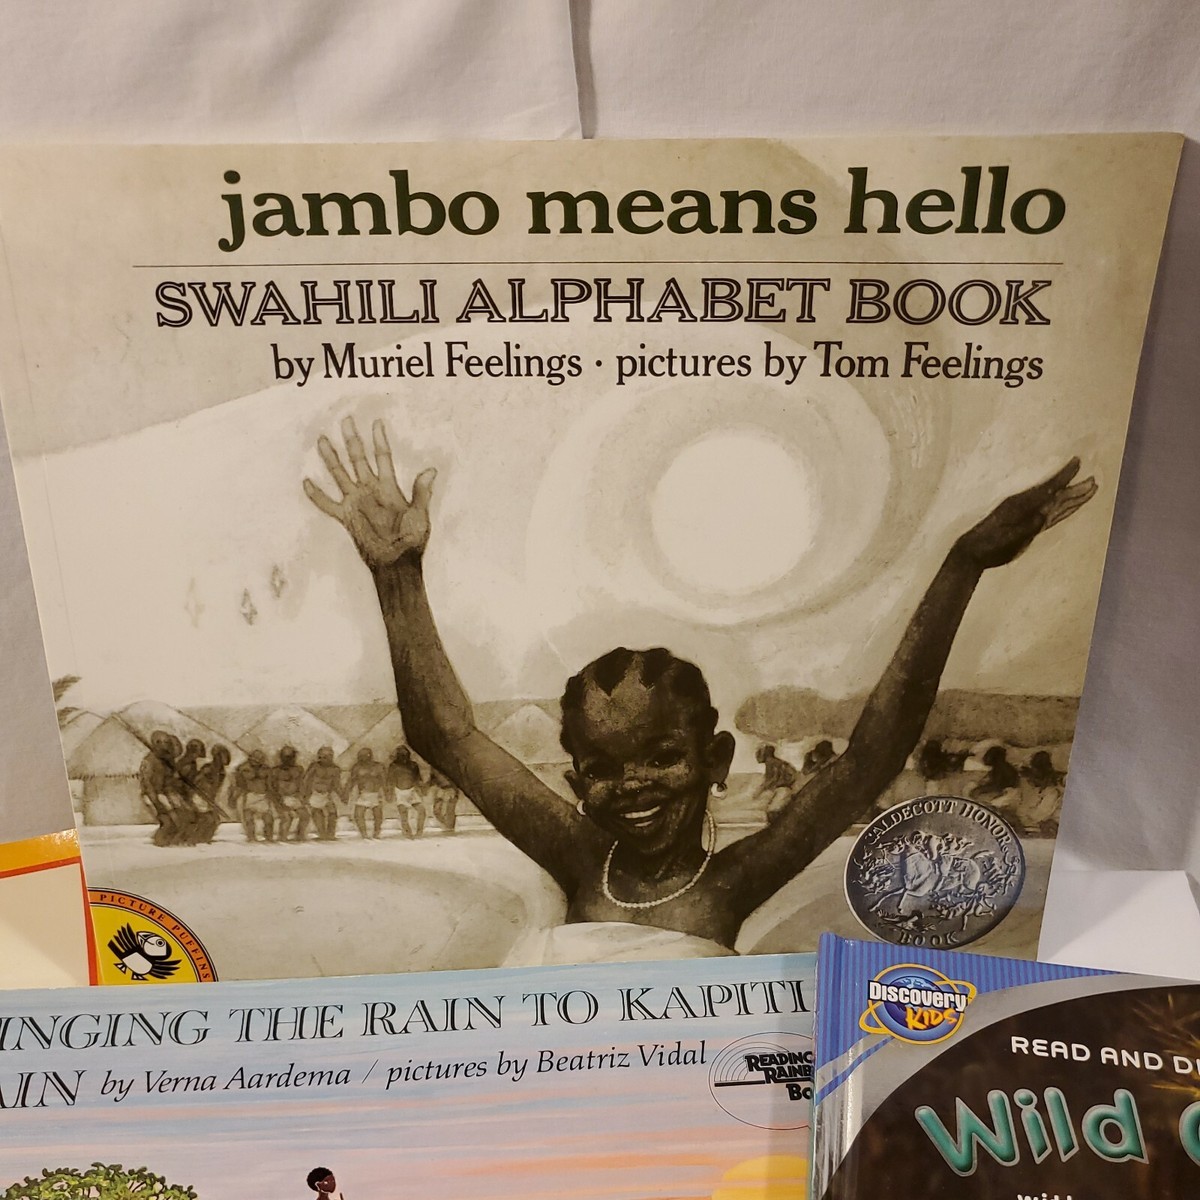 jambo means hello
SWAHILI ALPHABET BOOK
by Muriel Feelings · pictures by Tom Feelings
CALDECOTT HONOR
BOOK
PICTURE PUFFINS
INGING THE RAIN TO KAPITI
AIN by Verna Aardema / pictures by Beatriz Vidal
READING
RAINB
Bo
Discovery
KIDS
READ AND DI
Wild